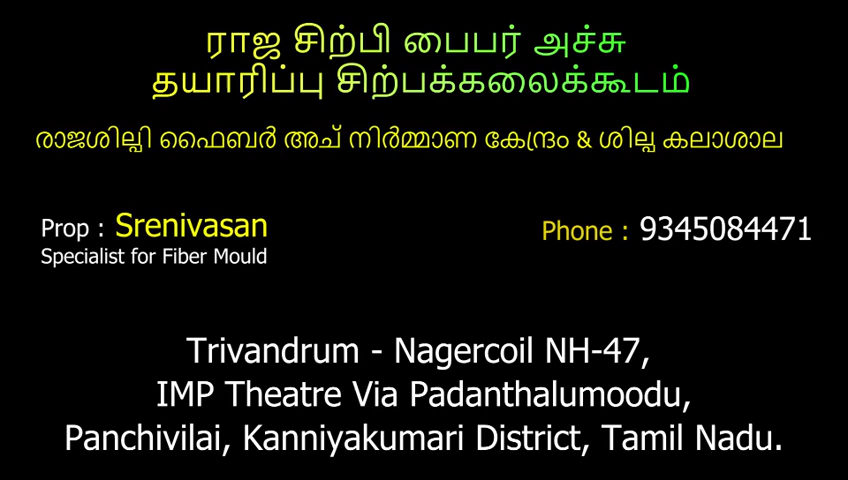 ராஜ சிற்பி பைபர் அச்சு
தயாரிப்பு சிற்பக்கலைக்கூடம்
രാജശില്പി ഫൈബർ അച് നിർമ്മാണ കേന്ദ്രം & ശില്പ കലാശാല
Prop : Srenivasan
Phone : 9345084471
Specialist for Fiber Mould
Trivandrum - Nagercoil NH-47,
IMP Theatre Via Padanthalumoodu,
Panchivilai, Kanniyakumari District, Tamil Nadu.